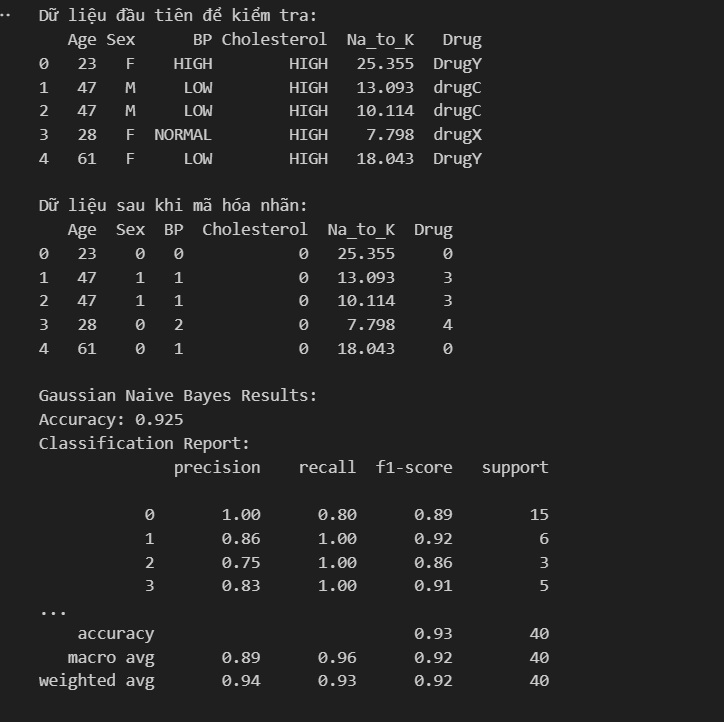 Dữ liệu đầu tiên để kiểm tra:
   Age Sex      BP Cholesterol  Na_to_K   Drug
0   23   F    HIGH        HIGH   25.355  DrugY
1   47   M     LOW        HIGH   13.093  drugC
2   47   M     LOW        HIGH   10.114  drugC
3   28   F  NORMAL        HIGH    7.798  drugX
4   61   F     LOW        HIGH   18.043  DrugY

Dữ liệu sau khi mã hóa nhãn:
   Age  Sex  BP  Cholesterol  Na_to_K  Drug
0   23    0   0            0   25.355     0
1   47    1   1            0   13.093     3
2   47    1   1            0   10.114     3
3   28    0   2            0    7.798     4
4   61    0   1            0   18.043     0

Gaussian Naive Bayes Results:
Accuracy: 0.925
Classification Report:
              precision    recall  f1-score   support

           0       1.00      0.80      0.89        15
           1       0.86      1.00      0.92         6
           2       0.75      1.00      0.86         3
           3       0.83      1.00      0.91         5
...
    accuracy                           0.93        40
   macro avg       0.89      0.96      0.92        40
weighted avg       0.94      0.93      0.92        40